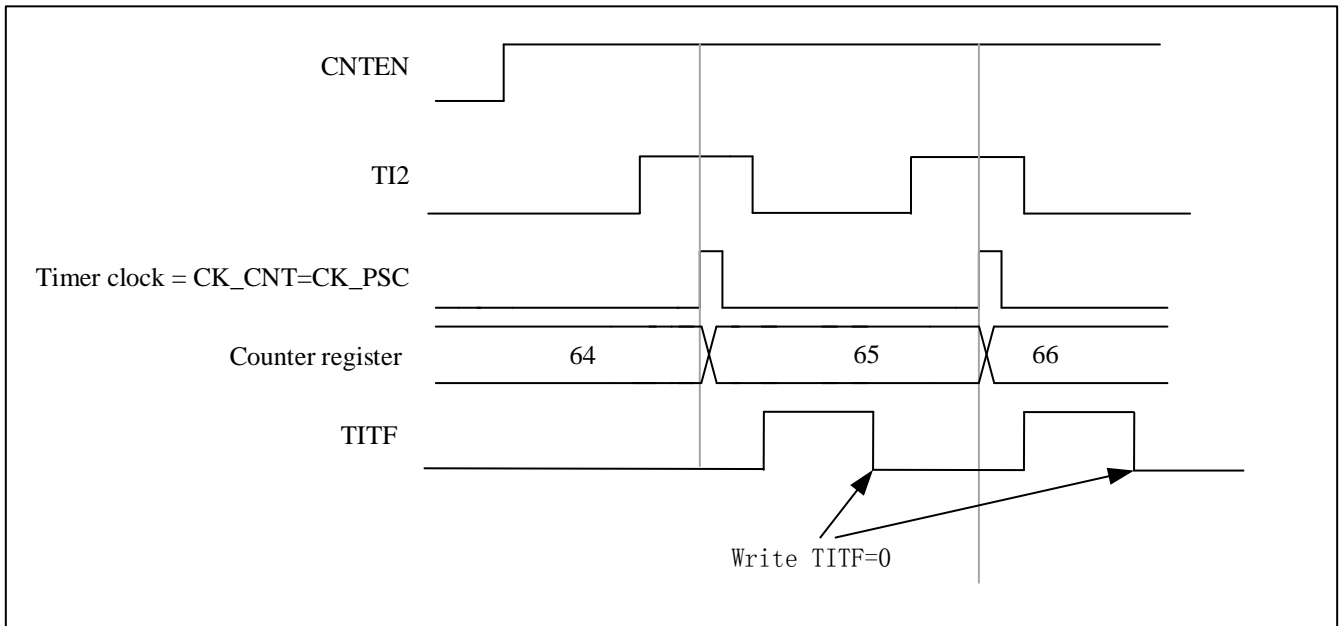 CNTEN
TI2
Timer clock = CK_CNT=CK_PSC
Counter register 64 65 66
TITF
Write TITF=0